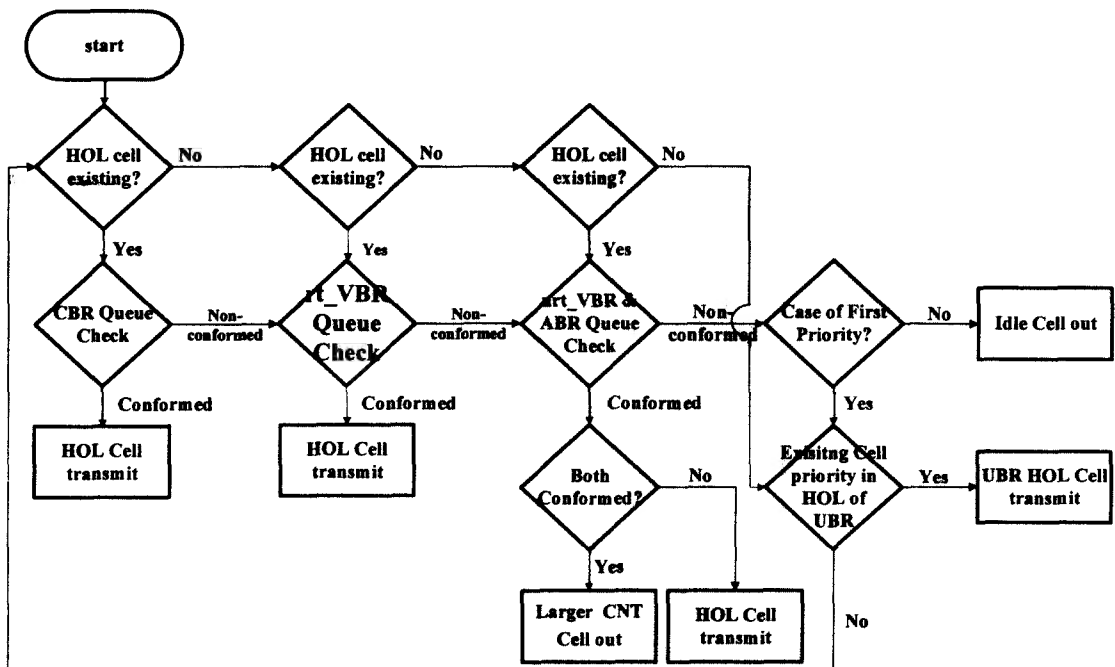 start
HOL cell
existing?
No
HOL cell
existing?
No
HOL cell
existing?
No
Yes
Yes
Yes
CBR Queue
Check
Non-
conformed
rt_VBR
Queue
Check
Non-
conformed
nrt_VBR &
ABR Queue
Check
Non-
conformed
Case of First
Priority?
No
Idle Cell out
Conformed
Conformed
Conformed
Yes
HOL Cell
transmit
HOL Cell
transmit
Both
Conformed?
No
Exisitng Cell
priority in
HOL of
UBR
Yes
UBR HOL Cell
transmit
Yes
Larger CNT
Cell out
HOL Cell
transmit
No